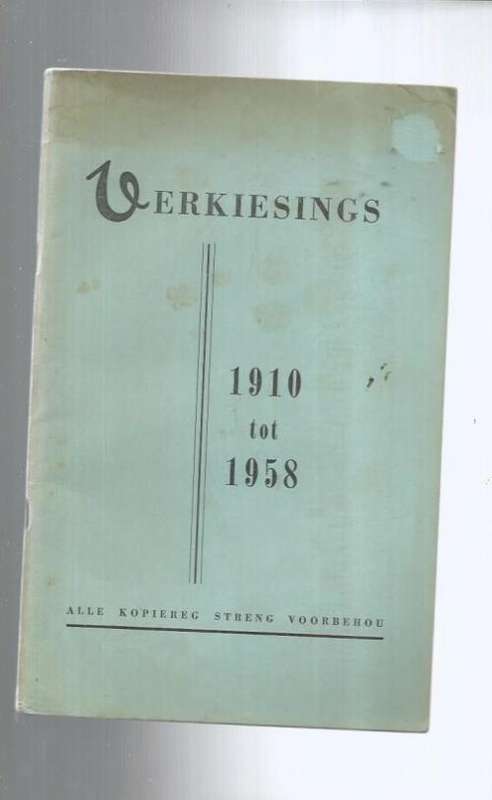 VERKIESINGS
1910
tot
1958
ALLE KOPIEREG STRENG VOORBEHOU